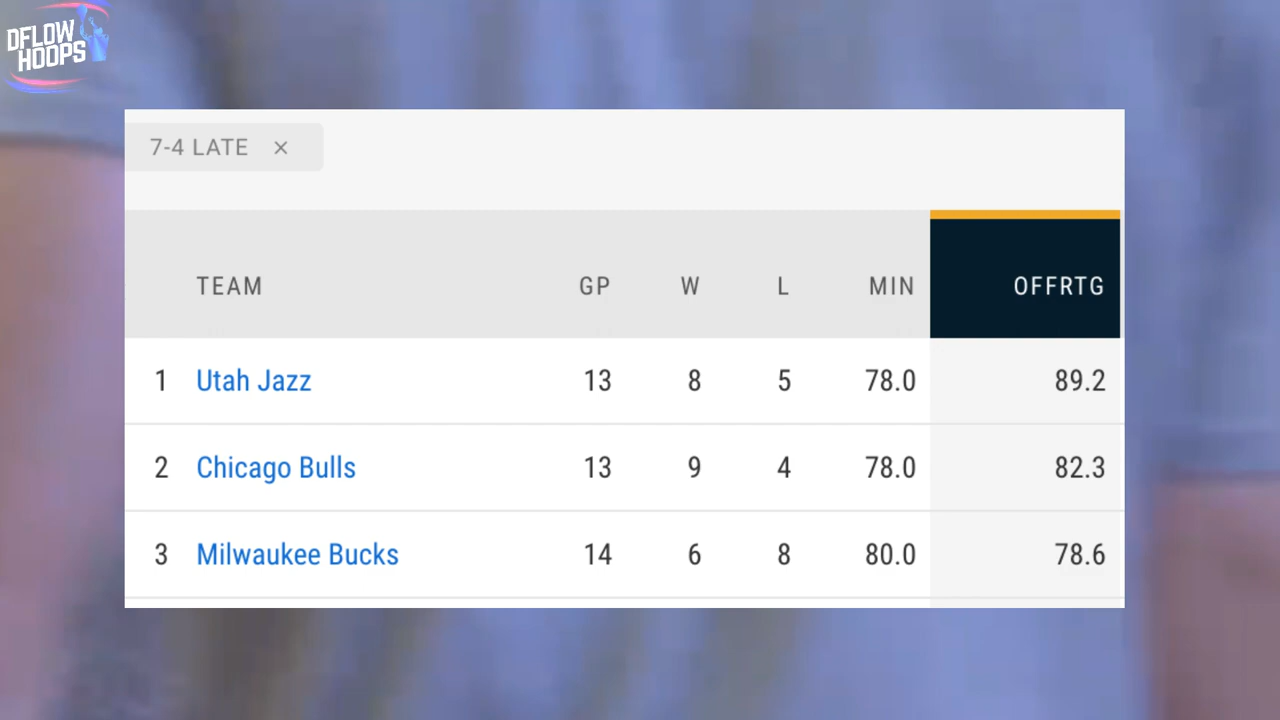 DFLOW
HOOPS
7-4 LATE ×
TEAM GP W L MIN OFFRTG
1 Utah Jazz 13 8 5 78.0 89.2
2 Chicago Bulls 13 9 4 78.0 82.3
3 Milwaukee Bucks 14 6 8 80.0 78.6